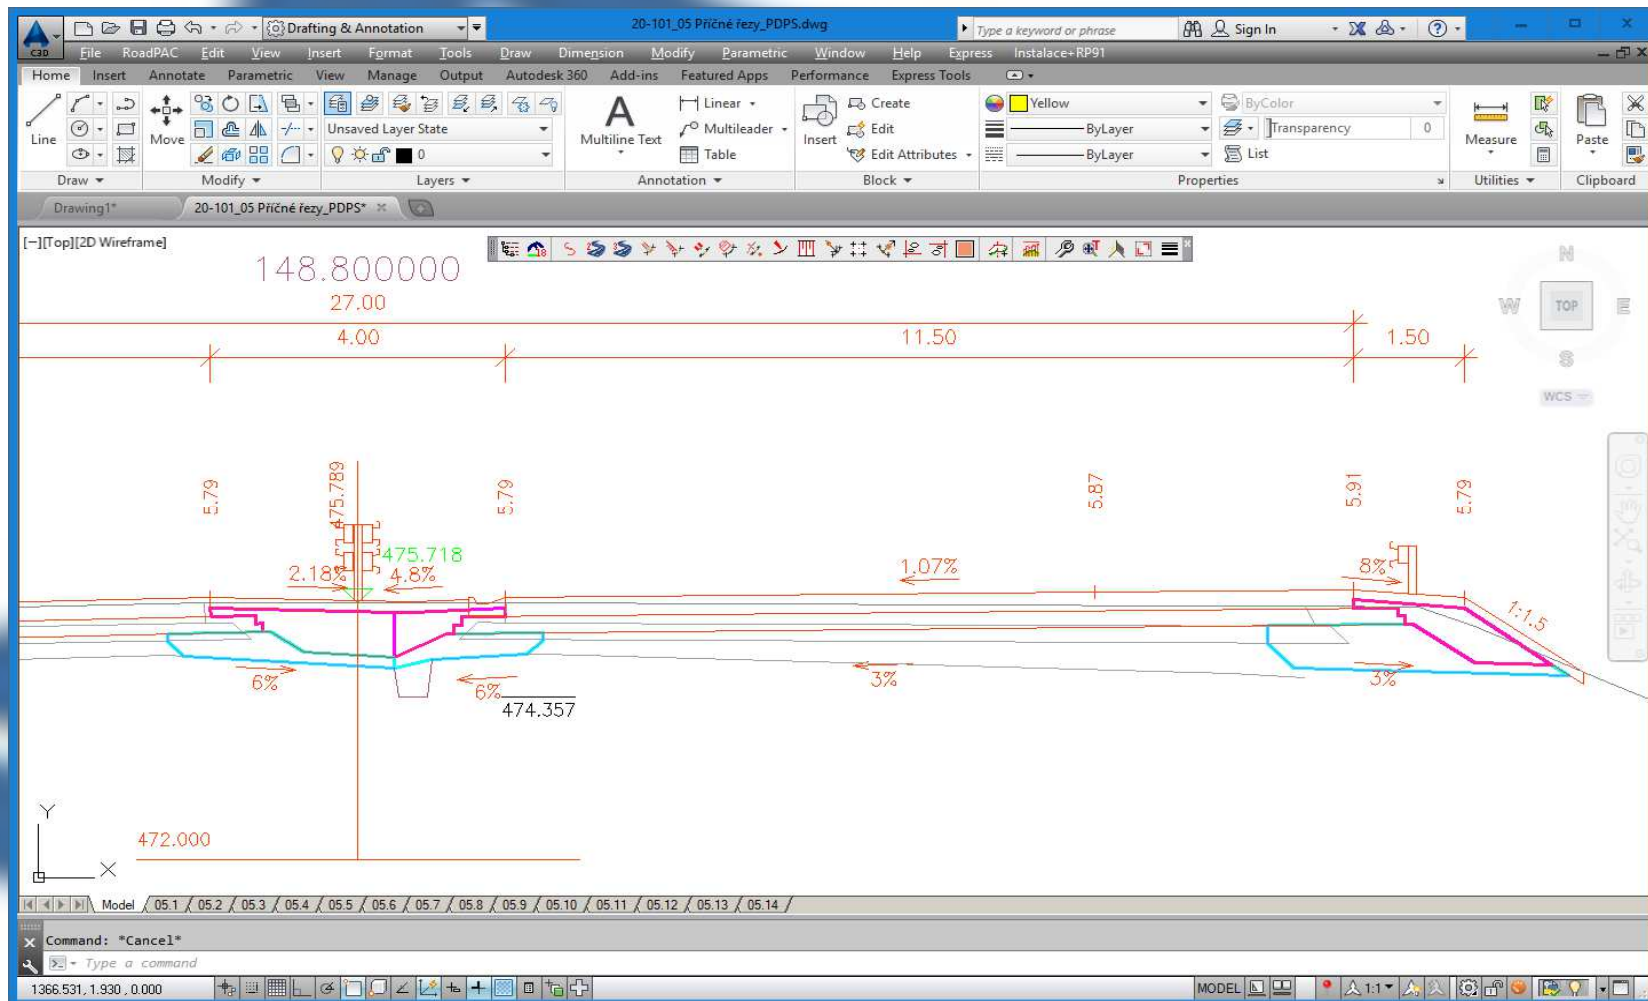 Drafting & Annotation
20-101_05 Příčné řezy_PDPS.dwg
Type a keyword or phrase
Sign In
C3D
File RoadPAC Edit View Insert Format Tools Draw Dimension Modify Parametric Window Help Express Instalace+RP91
Home Insert Annotate Parametric View Manage Output Autodesk 360 Add-ins Featured Apps Performance Express Tools
Line
Move
Unsaved Layer State
0
Multiline Text
Linear
Multileader
Table
Insert
Create
Edit
Edit Attributes
Yellow
ByLayer
ByLayer
ByColor
Transparency 0
List
Measure
Paste
Draw Modify Layers Annotation Block Properties Utilities Clipboard
Drawing1* 20-101_05 Příčné řezy_PDPS*
[−][Top][2D Wireframe]
148.800000
27.00
4.00 11.50 1.50
N
W TOP E
S
WCS
5.79 475.789 5.79 5.87 5.91 5.79
475.718
2.18% 4.8% 1.07% 8%
1:1.5
6% 6% 3% 3%
474.357
Y
472.000
X
Model 05.1 05.2 05.3 05.4 05.5 05.6 05.7 05.8 05.9 05.10 05.11 05.12 05.13 05.14
Command: *Cancel*
Type a command
1366.531, 1.930 , 0.000
MODEL 1:1